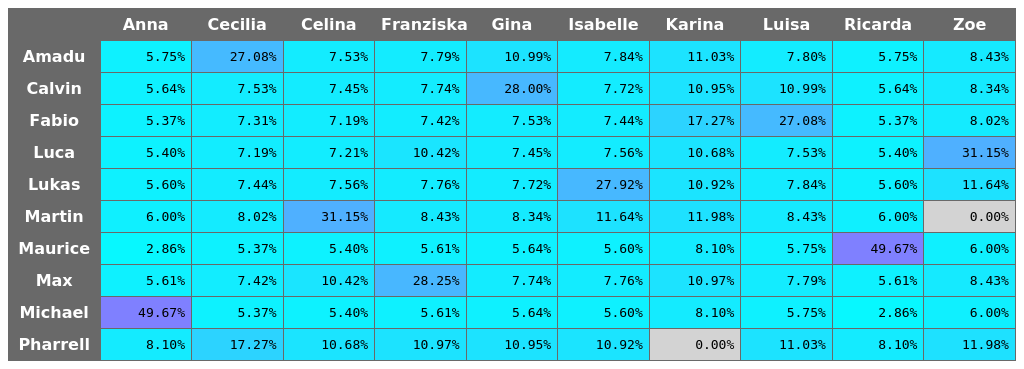 Anna Cecilia Celina Franziska Gina Isabelle Karina Luisa Ricarda Zoe
Amadu 5.75% 27.08% 7.53% 7.79% 10.99% 7.84% 11.03% 7.80% 5.75% 8.43%
Calvin 5.64% 7.53% 7.45% 7.74% 28.00% 7.72% 10.95% 10.99% 5.64% 8.34%
Fabio 5.37% 7.31% 7.19% 7.42% 7.53% 7.44% 17.27% 27.08% 5.37% 8.02%
Luca 5.40% 7.19% 7.21% 10.42% 7.45% 7.56% 10.68% 7.53% 5.40% 31.15%
Lukas 5.60% 7.44% 7.56% 7.76% 7.72% 27.92% 10.92% 7.84% 5.60% 11.64%
Martin 6.00% 8.02% 31.15% 8.43% 8.34% 11.64% 11.98% 8.43% 6.00% 0.00%
Maurice 2.86% 5.37% 5.40% 5.61% 5.64% 5.60% 8.10% 5.75% 49.67% 6.00%
Max 5.61% 7.42% 10.42% 28.25% 7.74% 7.76% 10.97% 7.79% 5.61% 8.43%
Michael 49.67% 5.37% 5.40% 5.61% 5.64% 5.60% 8.10% 5.75% 2.86% 6.00%
Pharrell 8.10% 17.27% 10.68% 10.97% 10.95% 10.92% 0.00% 11.03% 8.10% 11.98%